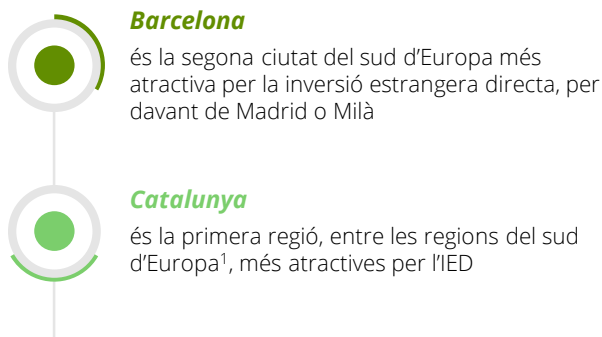 Barcelona
és la segona ciutat del sud d’Europa més
atractiva per la inversió estrangera directa, per
davant de Madrid o Milà
Catalunya
és la primera regió, entre les regions del sud
d’Europa¹, més atractives per l’IED